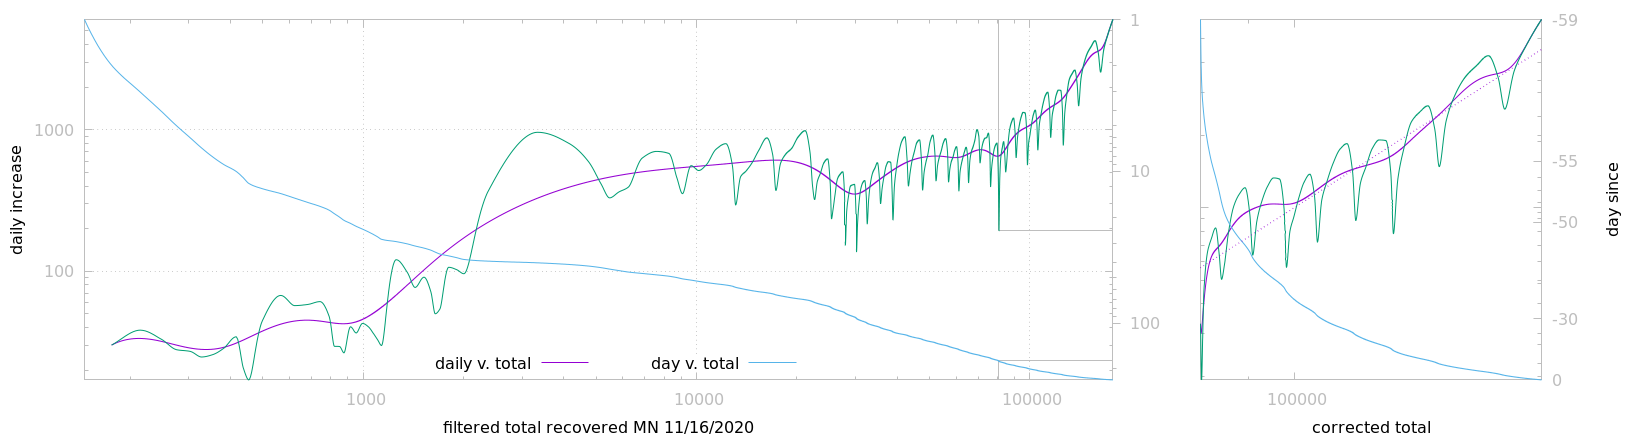 1
-59
1000
10
-55
-50
100
100
-30
daily v. total
day v. total
0
1000
10000
100000
100000
daily increase
day since
filtered total recovered MN 11/16/2020
corrected total